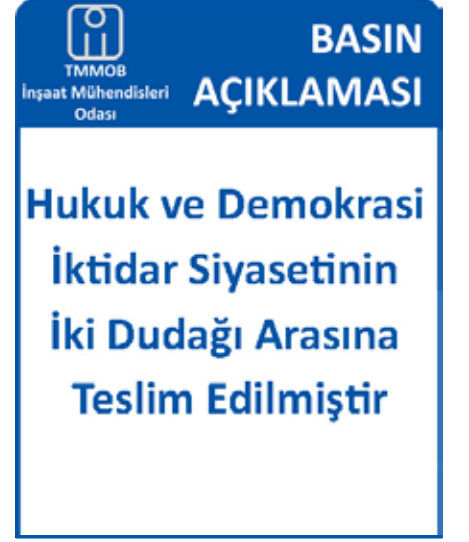 TMMOB
İnşaat Mühendisleri
Odası
BASIN
AÇIKLAMASI
Hukuk ve Demokrasi
İktidar Siyasetinin
İki Dudağı Arasına
Teslim Edilmiştir